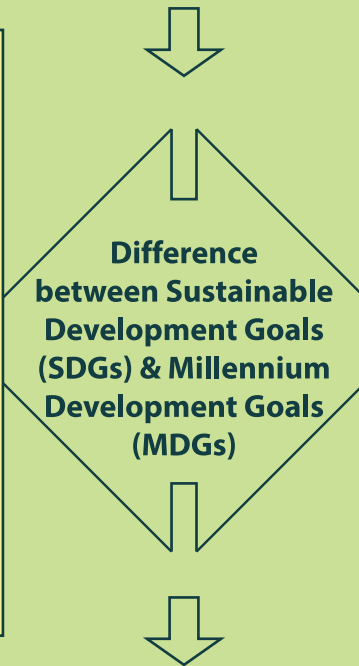 Difference
between Sustainable
Development Goals
(SDGs) & Millennium
Development Goals
(MDGs)